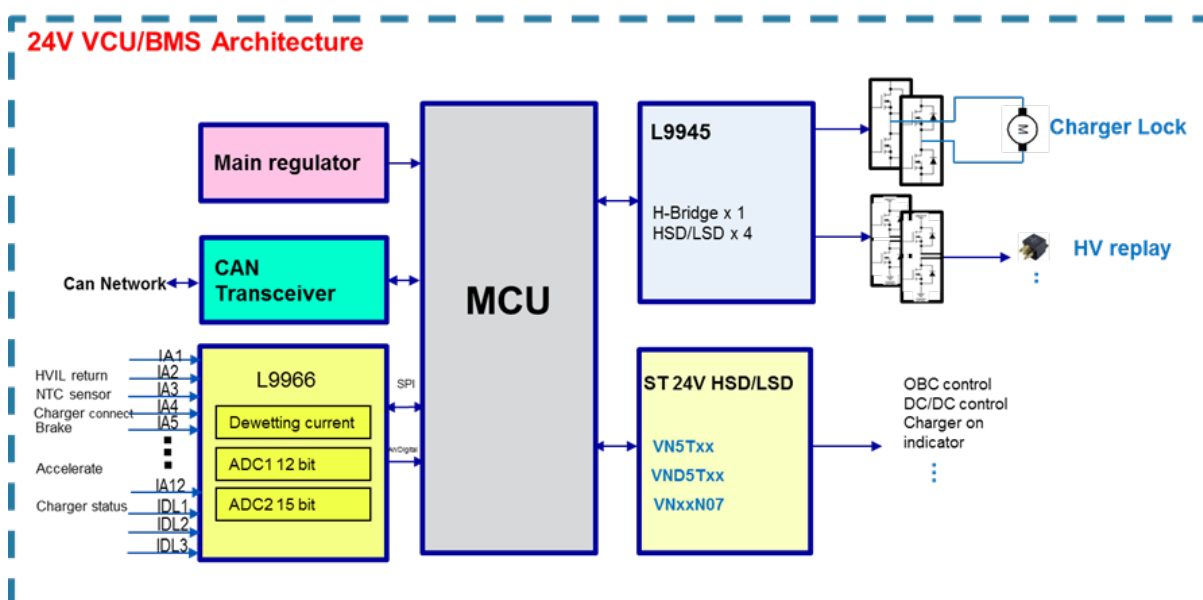 24V VCU/BMS Architecture
Main regulator
CAN
Transceiver
Can Network
IA1
HVIL return
IA2
NTC sensor
IA3
Charger connect
IA4
Brake
IA5
Accelerate
IA12
Charger status
IDL1
IDL2
IDL3
L9966
Dewetting current
ADC1 12 bit
ADC2 15 bit
SPI
MCU
L9945
H-Bridge x 1
HSD/LSD x 4
M
Charger Lock
HV replay
ST 24V HSD/LSD
VN5Txx
VND5Txx
VNxxN07
OBC control
DC/DC control
Charger on
indicator